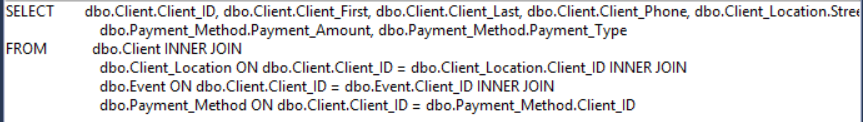 SELECT dbo.Client.Client_ID, dbo.Client.Client_First, dbo.Client.Client_Last, dbo.Client.Client_Phone, dbo.Client_Location.Stree
dbo.Payment_Method.Payment_Amount, dbo.Payment_Method.Payment_Type
FROM dbo.Client INNER JOIN
dbo.Client_Location ON dbo.Client.Client_ID = dbo.Client_Location.Client_ID INNER JOIN
dbo.Event ON dbo.Client.Client_ID = dbo.Event.Client_ID INNER JOIN
dbo.Payment_Method ON dbo.Client.Client_ID = dbo.Payment_Method.Client_ID